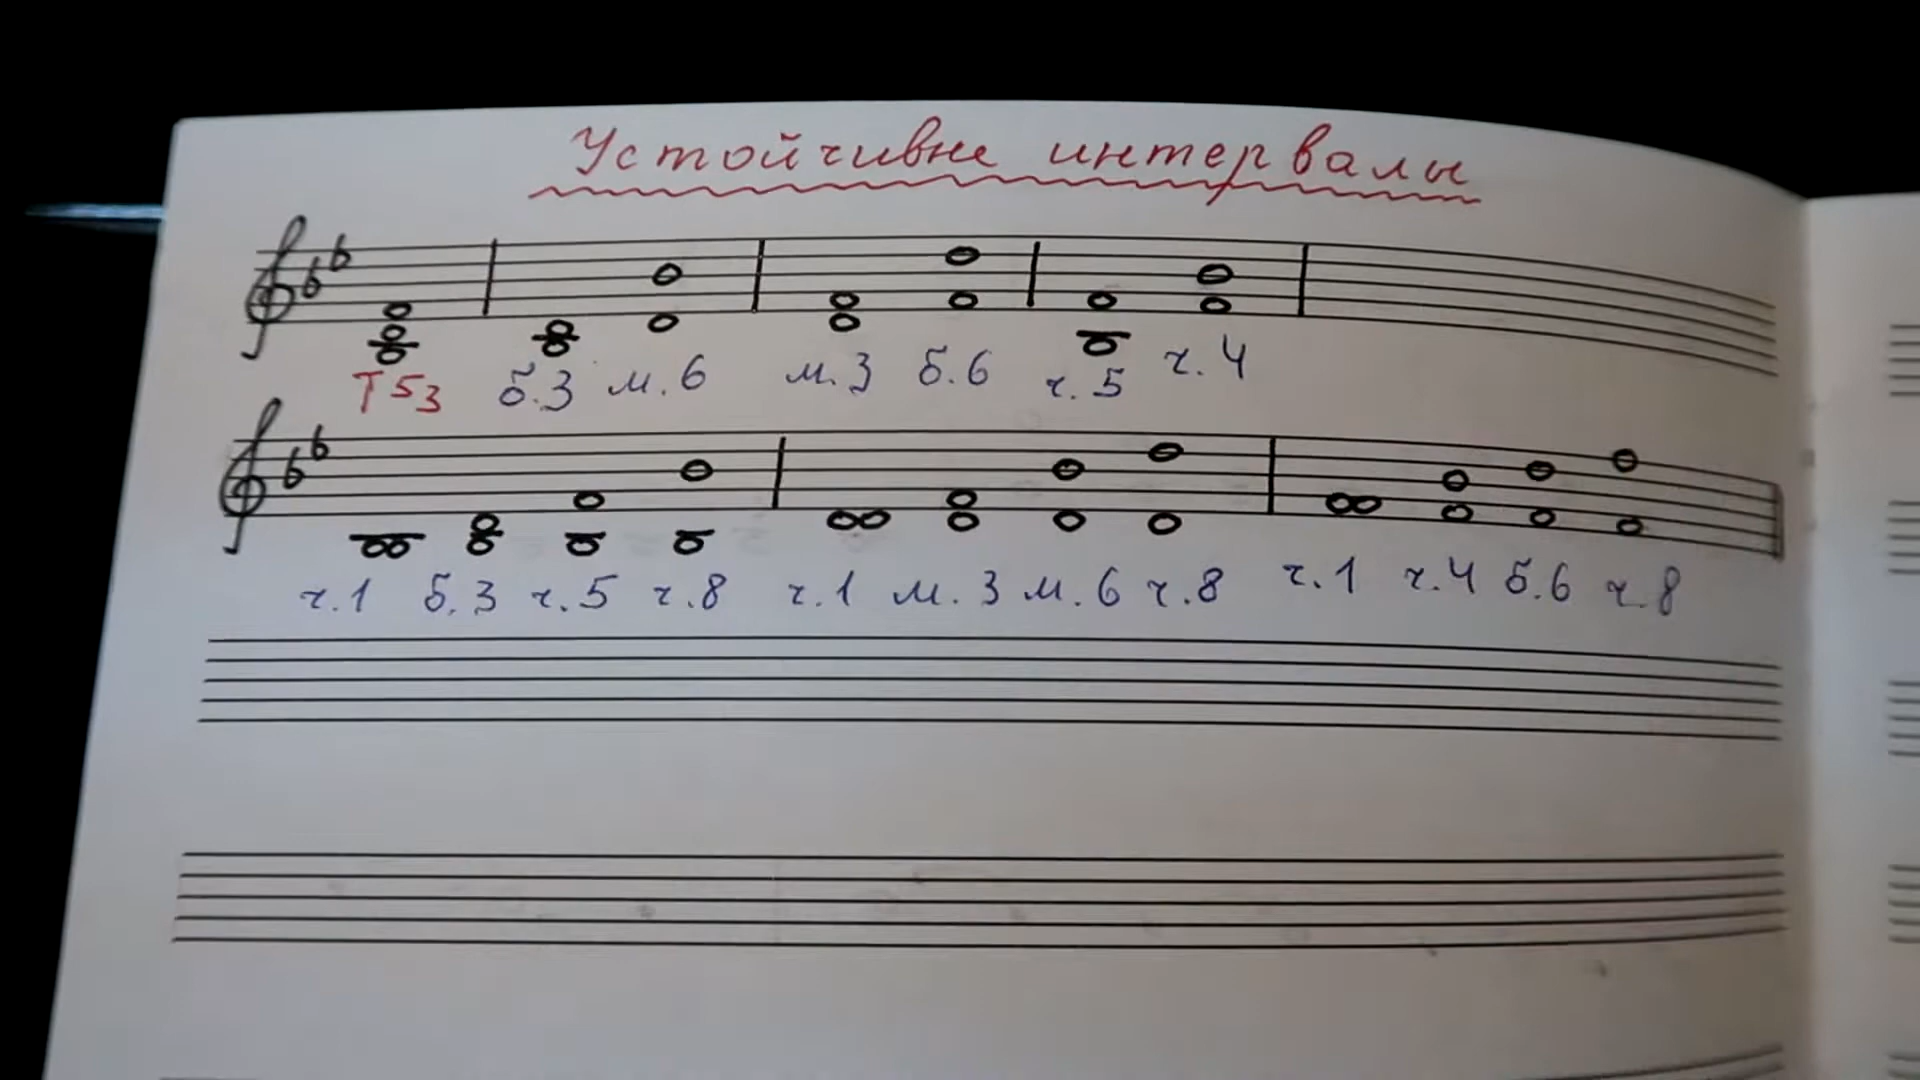 Устойчивые интервалы
Т53 б.3 м.6 м.3 б.6 ч.5 ч.4
ч.1 б.3 ч.5 ч.8 ч.1 м.3 м.6 ч.8 ч.1 ч.4 б.6 ч.8